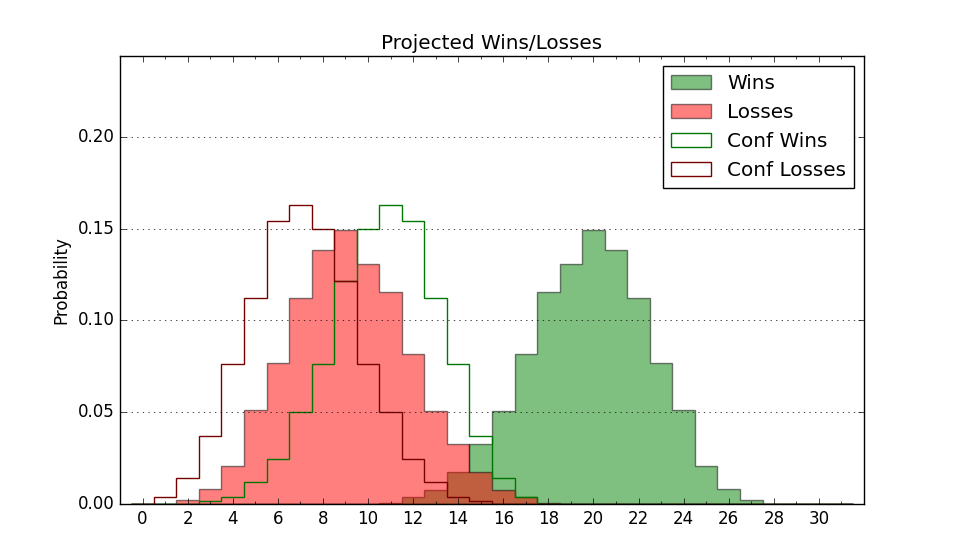 Projected Wins/Losses
Wins
Losses
Conf Wins
Conf Losses
Probability
0.20
0.15
0.10
0.05
0.00
0 2 4 6 8 10 12 14 16 18 20 22 24 26 28 30